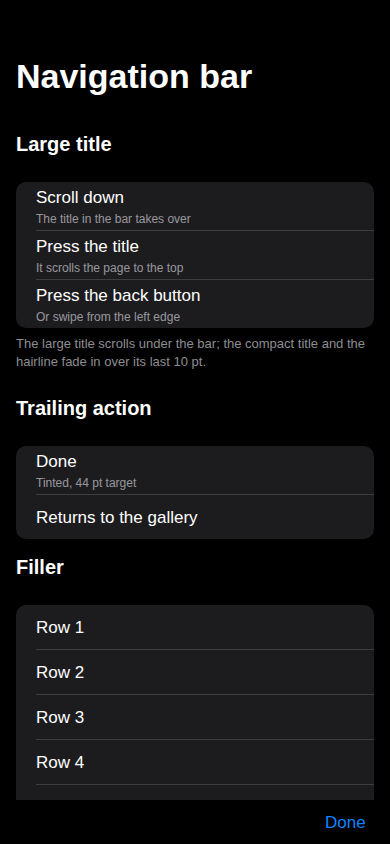 Navigation bar
Large title
Scroll down
The title in the bar takes over
Press the title
It scrolls the page to the top
Press the back button
Or swipe from the left edge
The large title scrolls under the bar; the compact title and the
hairline fade in over its last 10 pt.
Trailing action
Done
Tinted, 44 pt target
Returns to the gallery
Filler
Row 1
Row 2
Row 3
Row 4
Done